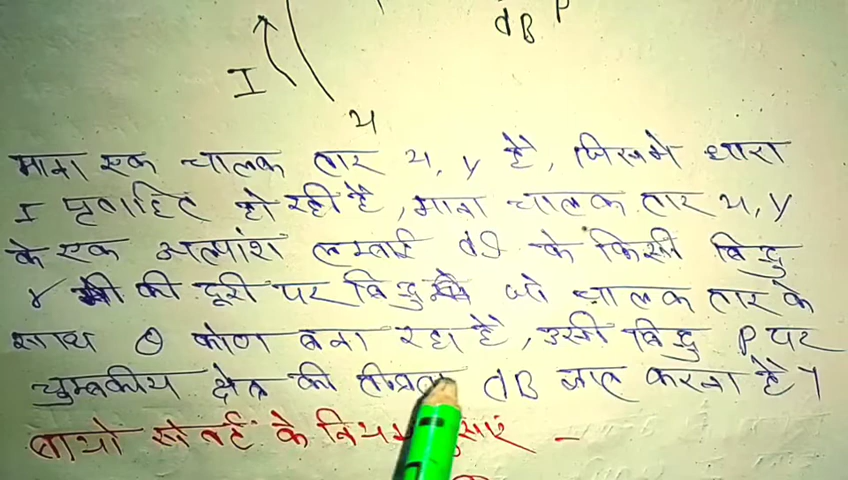 dB P
I
x
माना एक चालक तार x, y है, जिसमे धारा
I प्रवाहित हो रही है, माना चालक तार x, y
के एक अल्पांश लम्बाई dl के किसी बिन्दु
r की दूरी पर बिन्दु जो चालक तार के
साथ θ कोण बना रहा है, उसी बिन्दु P पर
चुम्बकीय क्षेत्र की तीव्रता dB ज्ञात करना है।
बायो सेवर्ट के नियमानुसार –